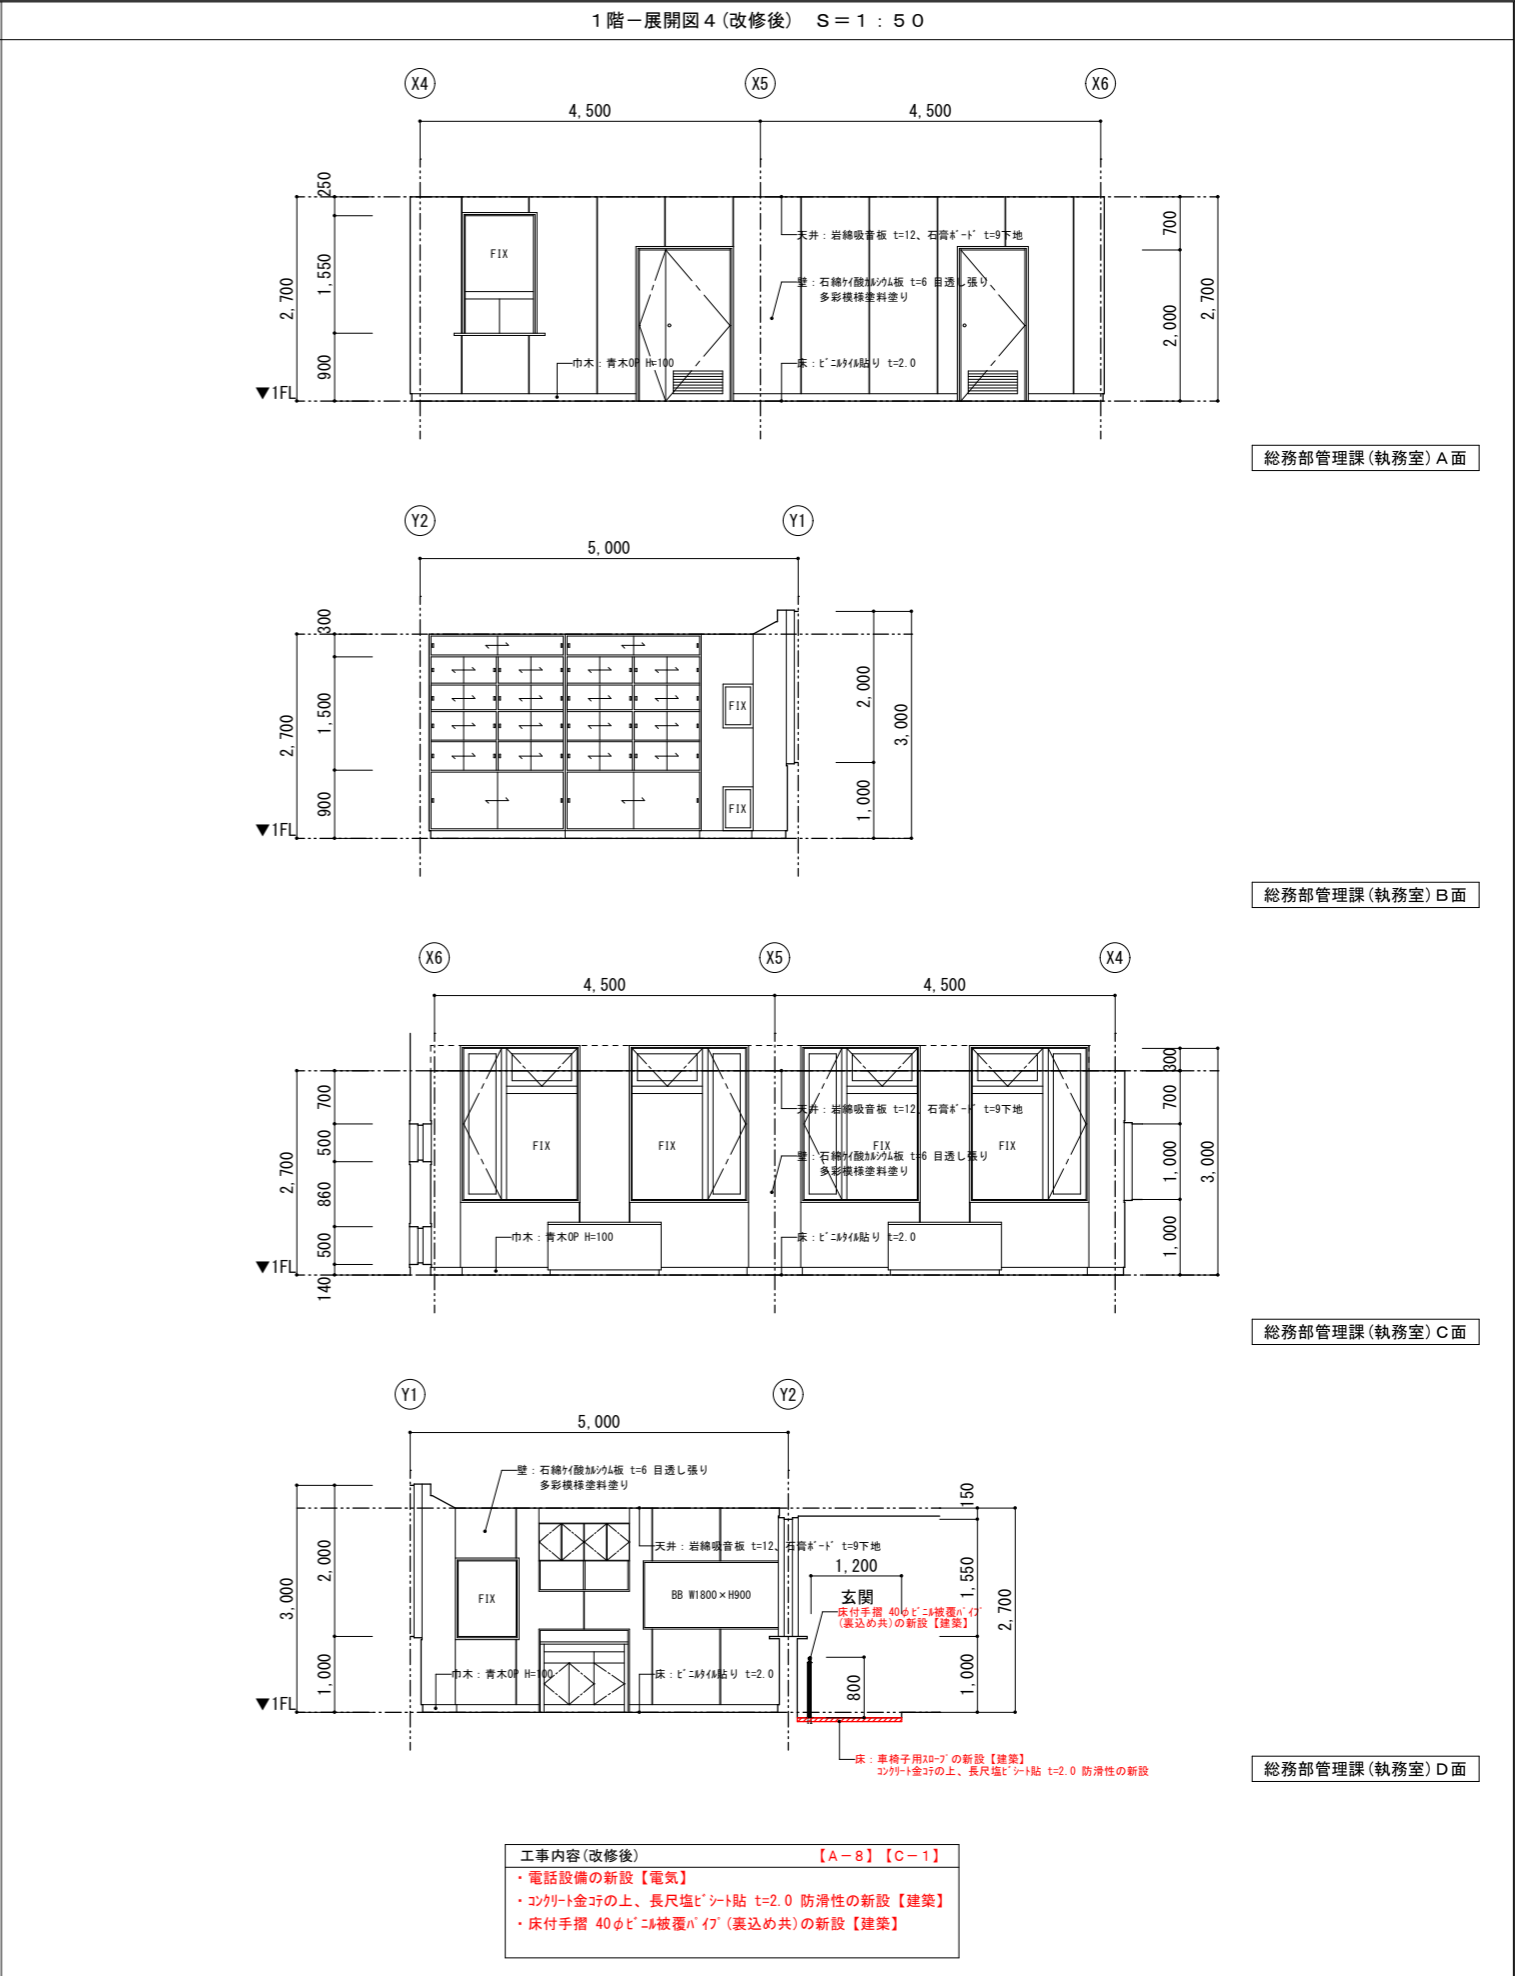 1階－展開図4(改修後)　S＝1：50
X4
X5
X6
4,500
4,500
250
1,550
900
2,700
700
2,000
2,700
FIX
天井：岩綿吸音板 t=12、石膏ﾎﾞｰﾄﾞ t=9下地
壁：石綿ｹｲ酸ｶﾙｼｳﾑ板 t=6 目透し張り
多彩模様塗料塗り
巾木：青木OP H=100
床：ﾋﾞﾆﾙﾀｲﾙ貼り t=2.0
▼1FL
総務部管理課(執務室)A面
Y2
Y1
5,000
300
1,500
900
2,700
2,000
1,000
3,000
FIX
FIX
▼1FL
総務部管理課(執務室)B面
X6
X5
X4
4,500
4,500
700
500
860
500
140
2,700
300
700
1,000
1,000
3,000
天井：岩綿吸音板 t=12、石膏ﾎﾞｰﾄﾞ t=9下地
FIX
FIX
FIX
FIX
壁：石綿ｹｲ酸ｶﾙｼｳﾑ板 t=6 目透し張り
多彩模様塗料塗り
巾木：青木OP H=100
床：ﾋﾞﾆﾙﾀｲﾙ貼り t=2.0
▼1FL
総務部管理課(執務室)C面
Y1
Y2
5,000
壁：石綿ｹｲ酸ｶﾙｼｳﾑ板 t=6 目透し張り
多彩模様塗料塗り
2,000
1,000
3,000
150
1,550
1,000
2,700
天井：岩綿吸音板 t=12、石膏ﾎﾞｰﾄﾞ t=9下地
1,200
FIX
BB W1800×H900
玄関
床付手摺 40φﾋﾞﾆﾙ被覆ﾊﾟｲﾌﾟ
(裏込め共)の新設【建築】
巾木：青木OP H=100
床：ﾋﾞﾆﾙﾀｲﾙ貼り t=2.0
800
▼1FL
床：車椅子用ｽﾛｰﾌﾟの新設【建築】
ｺﾝｸﾘｰﾄ金ｺﾃの上、長尺塩ﾋﾞｼｰﾄ貼 t=2.0 防滑性の新設
総務部管理課(執務室)D面
工事内容(改修後)　【A－8】【C－1】
・電話設備の新設【電気】
・ｺﾝｸﾘｰﾄ金ｺﾃの上、長尺塩ﾋﾞｼｰﾄ貼 t=2.0 防滑性の新設【建築】
・床付手摺 40φﾋﾞﾆﾙ被覆ﾊﾟｲﾌﾟ(裏込め共)の新設【建築】